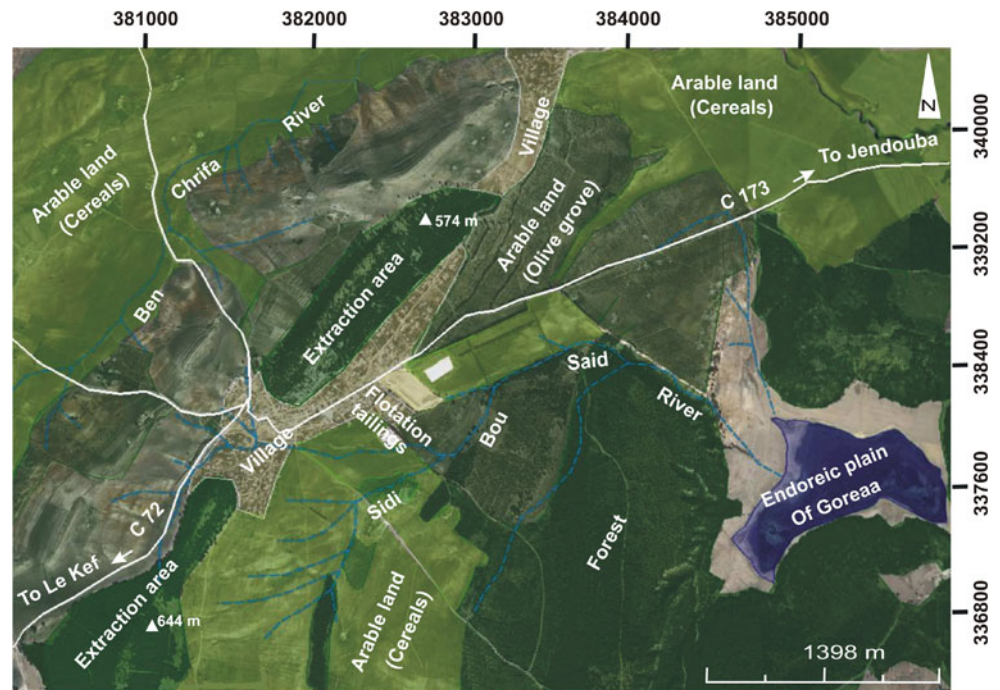 381000 382000 383000 384000 385000
Arable land
(Cereals)
N
340000
River
Village
To Jendouba
Arable land
(Cereals)
Chrifa
C 173
574 m
Arable land
(Olive grove)
339200
Extraction area
Ben
338400
Said
River
Flotation
tailings
Bou
Village
Endoreic plain
Of Goreaa
337600
Sidi
C 72
To Le Kef
Forest
Extraction area
644 m
Arable land
(Cereals)
336800
1398 m